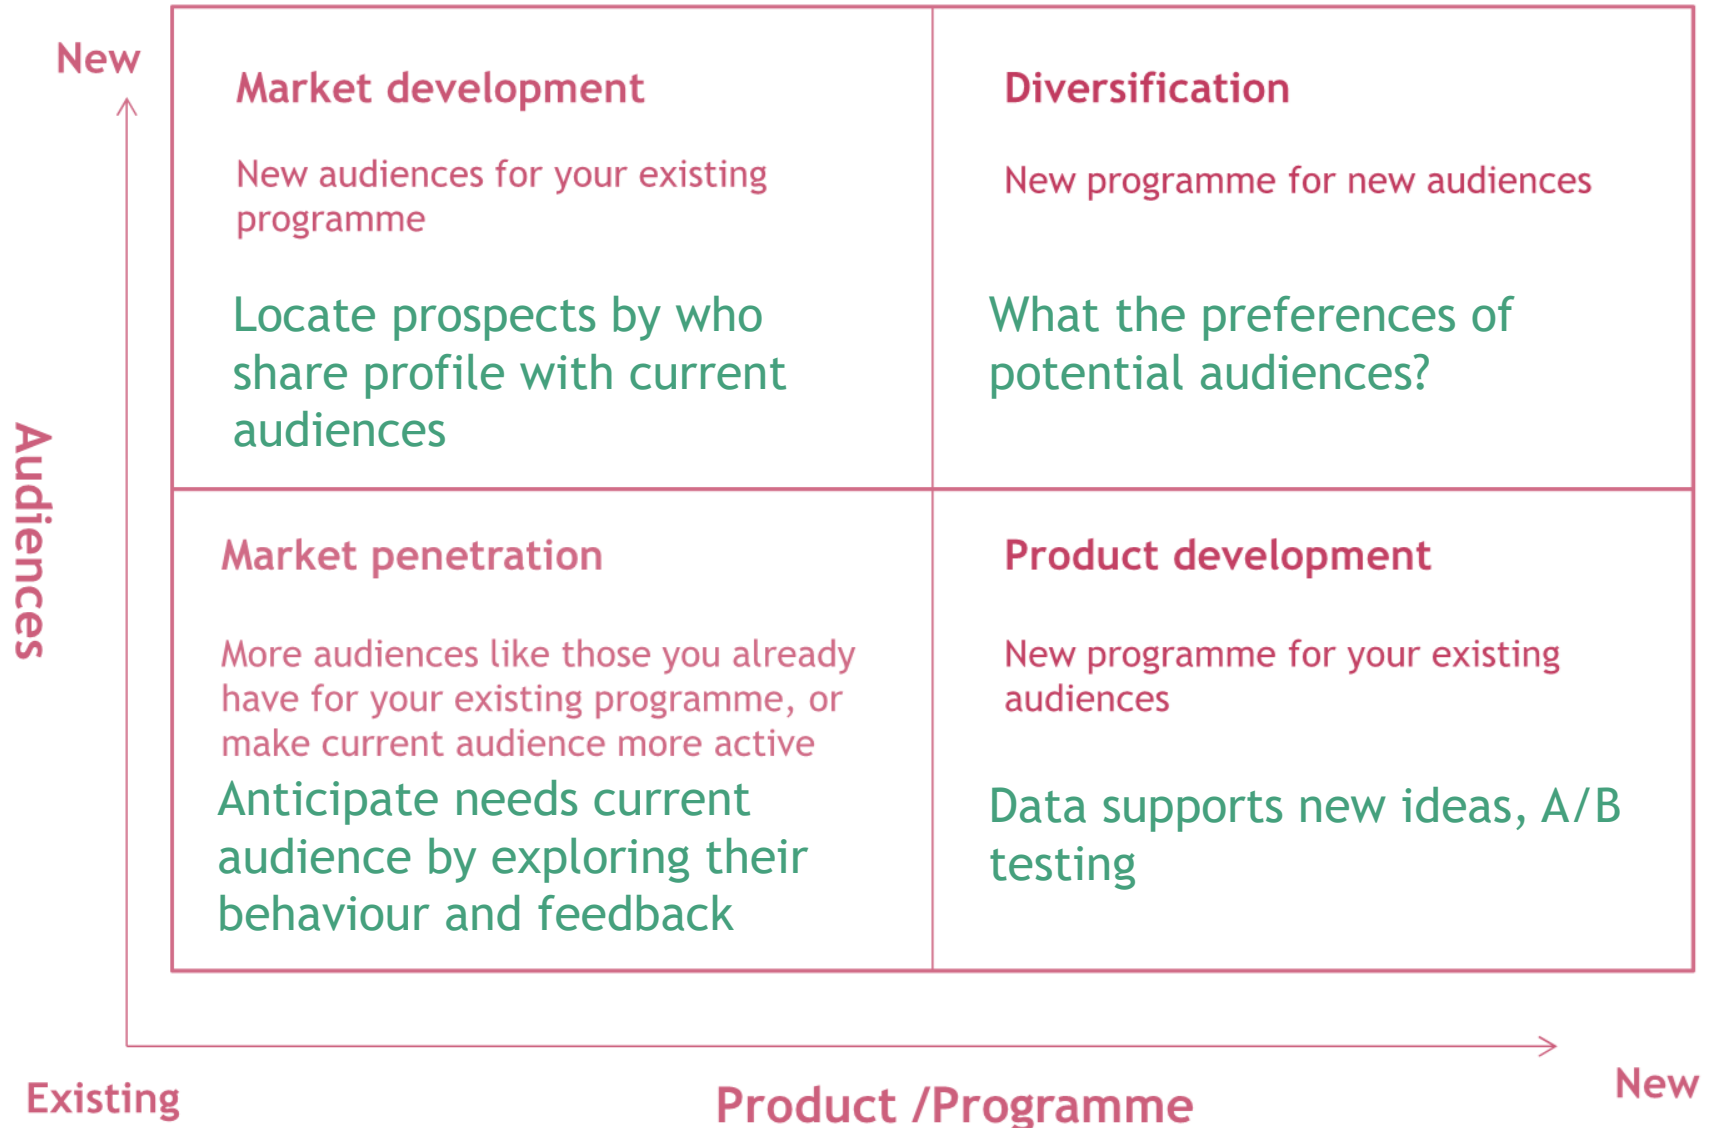 New
Market development
New audiences for your existing
programme
Locate prospects by who
share profile with current
audiences
Diversification
New programme for new audiences
What the preferences of
potential audiences?
Audiences
Market penetration
More audiences like those you already
have for your existing programme, or
make current audience more active
Anticipate needs current
audience by exploring their
behaviour and feedback
Product development
New programme for your existing
audiences
Data supports new ideas, A/B
testing
Existing
Product /Programme
New